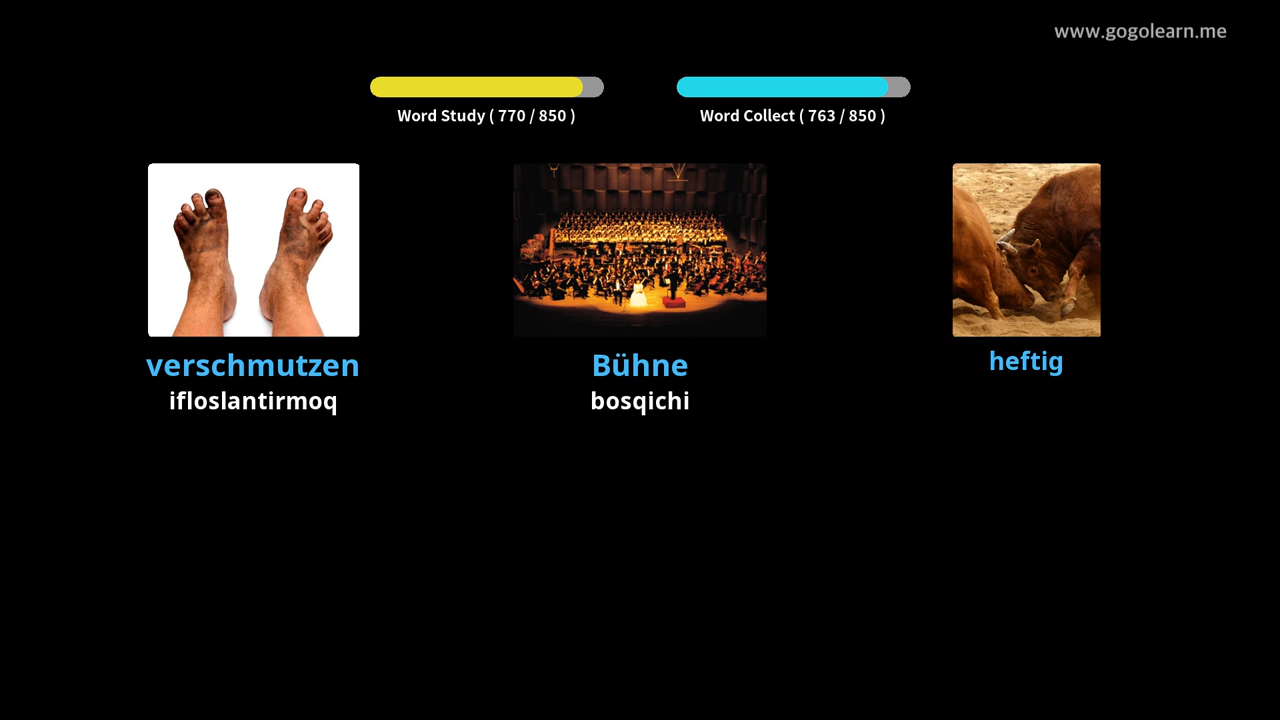 www.gogolearn.me
Word Study ( 770 / 850 )
Word Collect ( 763 / 850 )
verschmutzen
ifloslantirmoq
Bühne
bosqichi
heftig